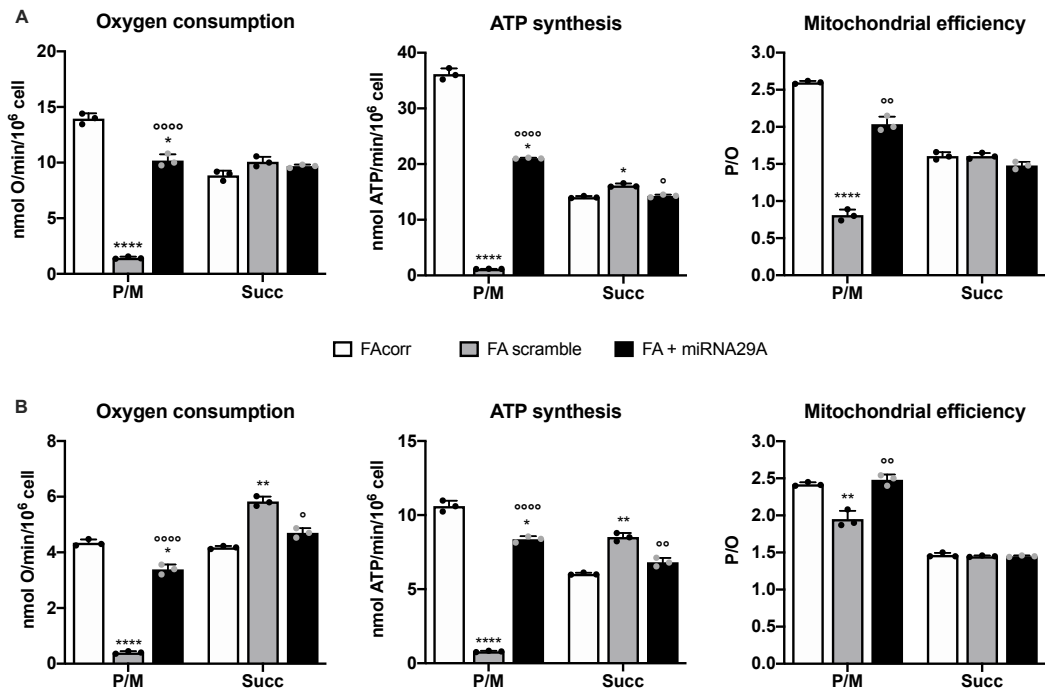 A
Oxygen consumption
ATP synthesis
Mitochondrial efficiency
nmol O/min/10⁶ cell
20
15
10
5
0
****
°°°°
*
P/M
Succ
nmol ATP/min/10⁶ cell
40
30
20
10
0
****
°°°°
*
*
°
P/M
Succ
P/O
3.0
2.5
2.0
1.5
1.0
0.5
0.0
****
°°
P/M
Succ
FAcorr
FA scramble
FA + miRNA29A
B
Oxygen consumption
ATP synthesis
Mitochondrial efficiency
nmol O/min/10⁶ cell
8
6
4
2
0
****
°°°°
*
**
°
P/M
Succ
nmol ATP/min/10⁶ cell
15
10
5
0
****
°°°°
*
**
°°
P/M
Succ
P/O
3.0
2.5
2.0
1.5
1.0
0.5
0.0
**
°°
P/M
Succ